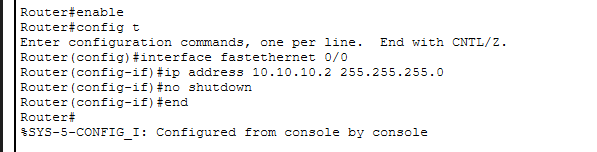 Router#enable
Router#config t
Enter configuration commands, one per line.  End with CNTL/Z.
Router(config)#interface fastethernet 0/0
Router(config-if)#ip address 10.10.10.2 255.255.255.0
Router(config-if)#no shutdown
Router(config-if)#end
Router#
%SYS-5-CONFIG_I: Configured from console by console